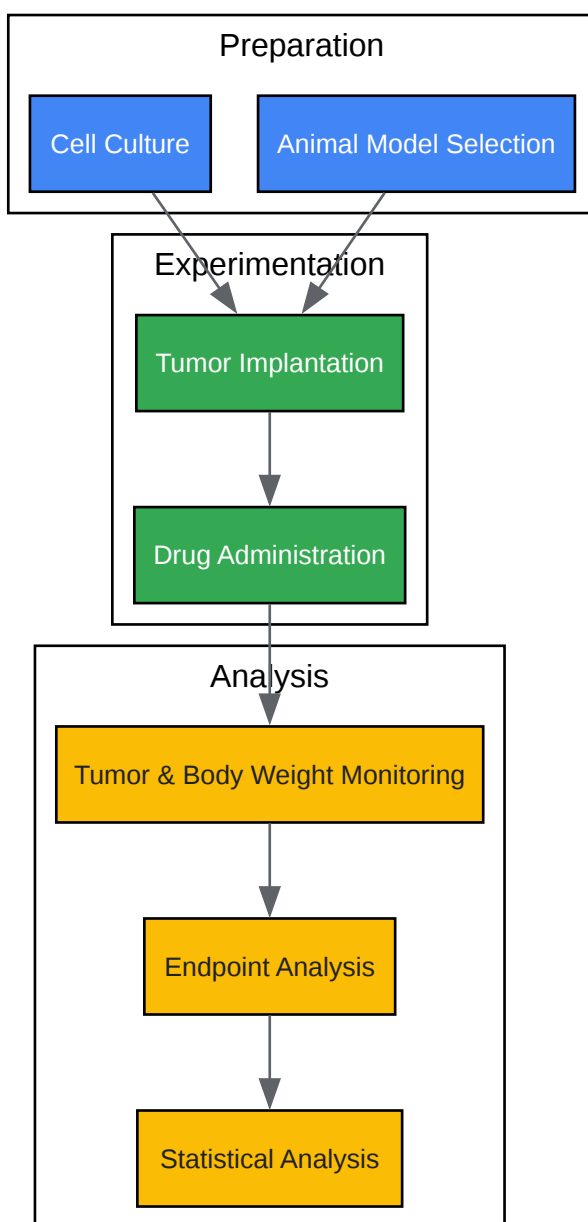 Preparation
Cell Culture
Animal Model Selection
Experimentation
Tumor Implantation
Drug Administration
Analysis
Tumor & Body Weight Monitoring
Endpoint Analysis
Statistical Analysis